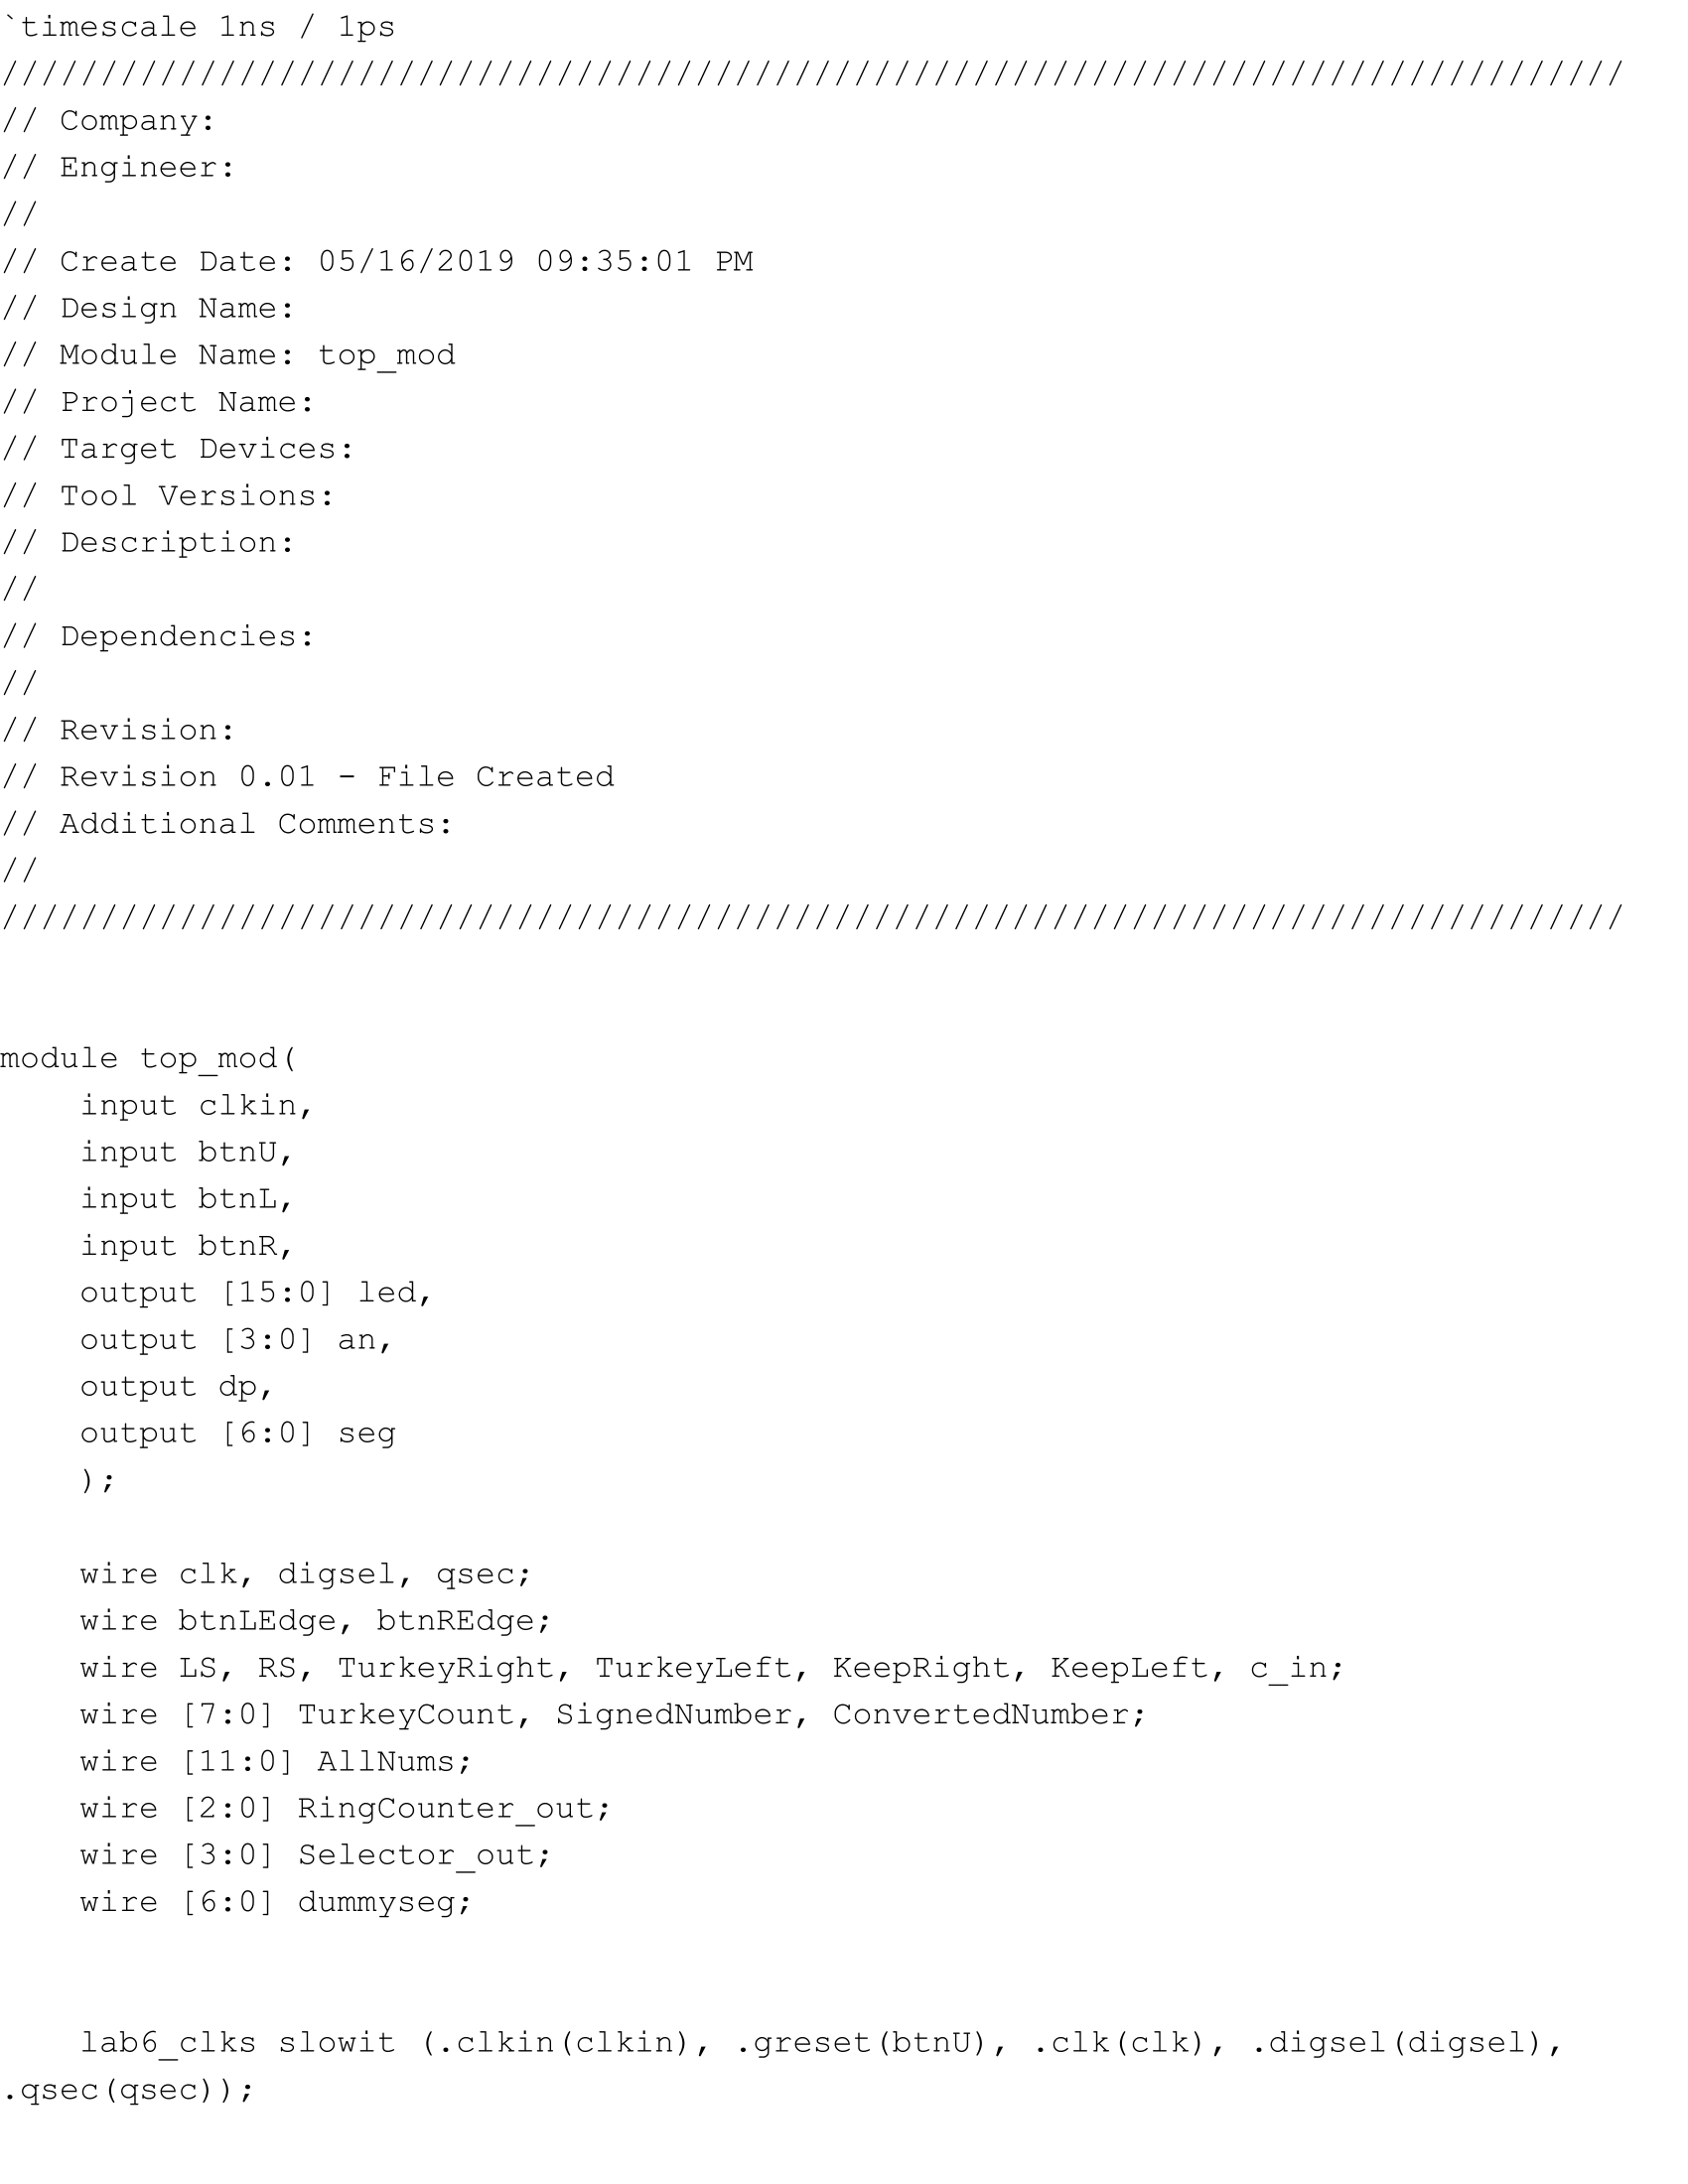 `timescale 1ns / 1ps
//////////////////////////////////////////////////////////////////////////////////
// Company:
// Engineer:
//
// Create Date: 05/16/2019 09:35:01 PM
// Design Name:
// Module Name: top_mod
// Project Name:
// Target Devices:
// Tool Versions:
// Description:
//
// Dependencies:
//
// Revision:
// Revision 0.01 - File Created
// Additional Comments:
//
//////////////////////////////////////////////////////////////////////////////////
module top_mod(
    input clkin,
    input btnU,
    input btnL,
    input btnR,
    output [15:0] led,
    output [3:0] an,
    output dp,
    output [6:0] seg
    );
    wire clk, digsel, qsec;
    wire btnLEdge, btnREdge;
    wire LS, RS, TurkeyRight, TurkeyLeft, KeepRight, KeepLeft, c_in;
    wire [7:0] TurkeyCount, SignedNumber, ConvertedNumber;
    wire [11:0] AllNums;
    wire [2:0] RingCounter_out;
    wire [3:0] Selector_out;
    wire [6:0] dummyseg;
    lab6_clks slowit (.clkin(clkin), .greset(btnU), .clk(clk), .digsel(digsel),
.qsec(qsec));